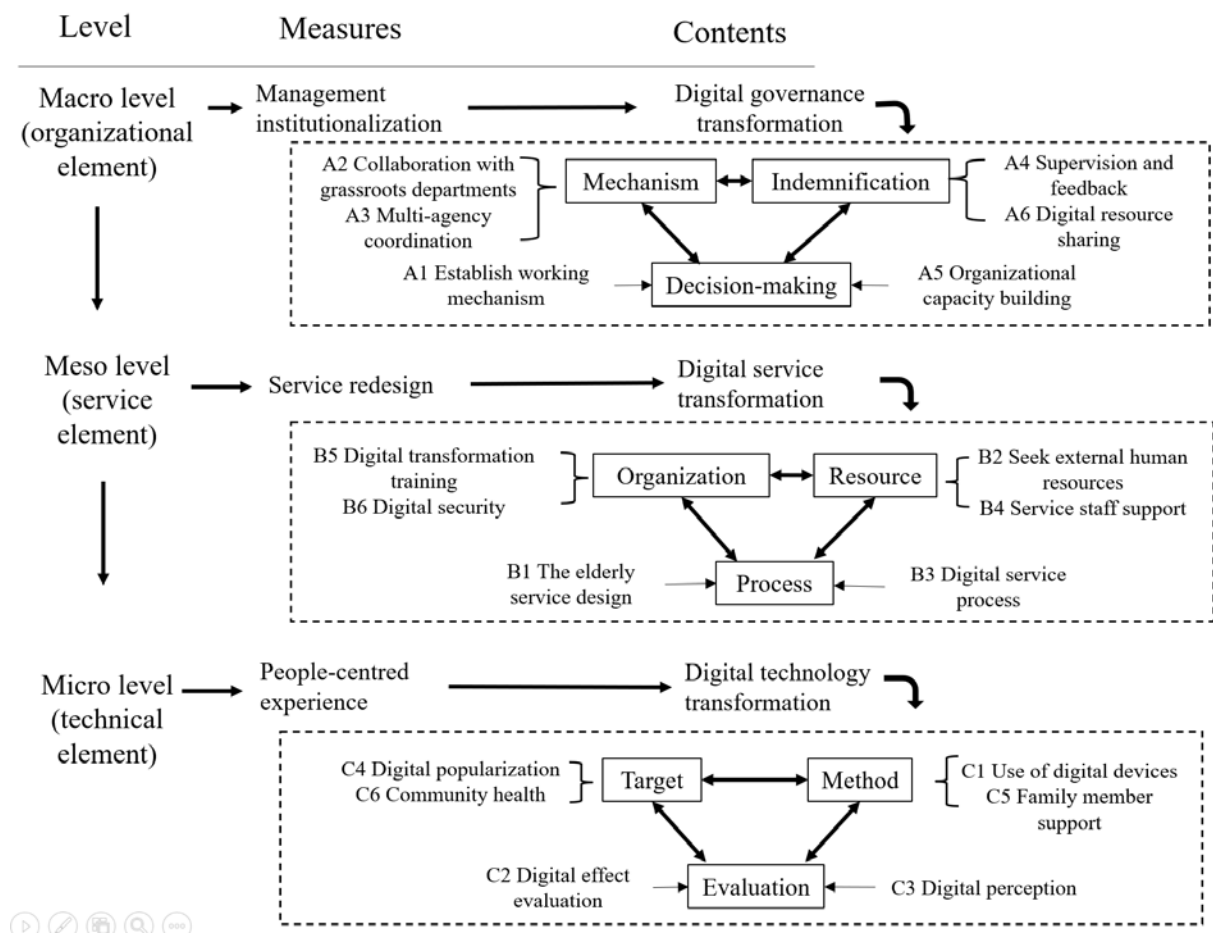 Level Measures Contents
Macro level
(organizational
element)
Management
institutionalization
Digital governance
transformation
A2 Collaboration with
grassroots departments
A3 Multi-agency
coordination
Mechanism
Indemnification
A4 Supervision and
feedback
A6 Digital resource
sharing
A1 Establish working
mechanism
Decision-making
A5 Organizational
capacity building
Meso level
(service
element)
Service redesign
Digital service
transformation
B5 Digital transformation
training
B6 Digital security
Organization
Resource
B2 Seek external human
resources
B4 Service staff support
B1 The elderly
service design
Process
B3 Digital service
process
Micro level
(technical
element)
People-centred
experience
Digital technology
transformation
C4 Digital popularization
C6 Community health
Target
Method
C1 Use of digital devices
C5 Family member
support
C2 Digital effect
evaluation
Evaluation
C3 Digital perception